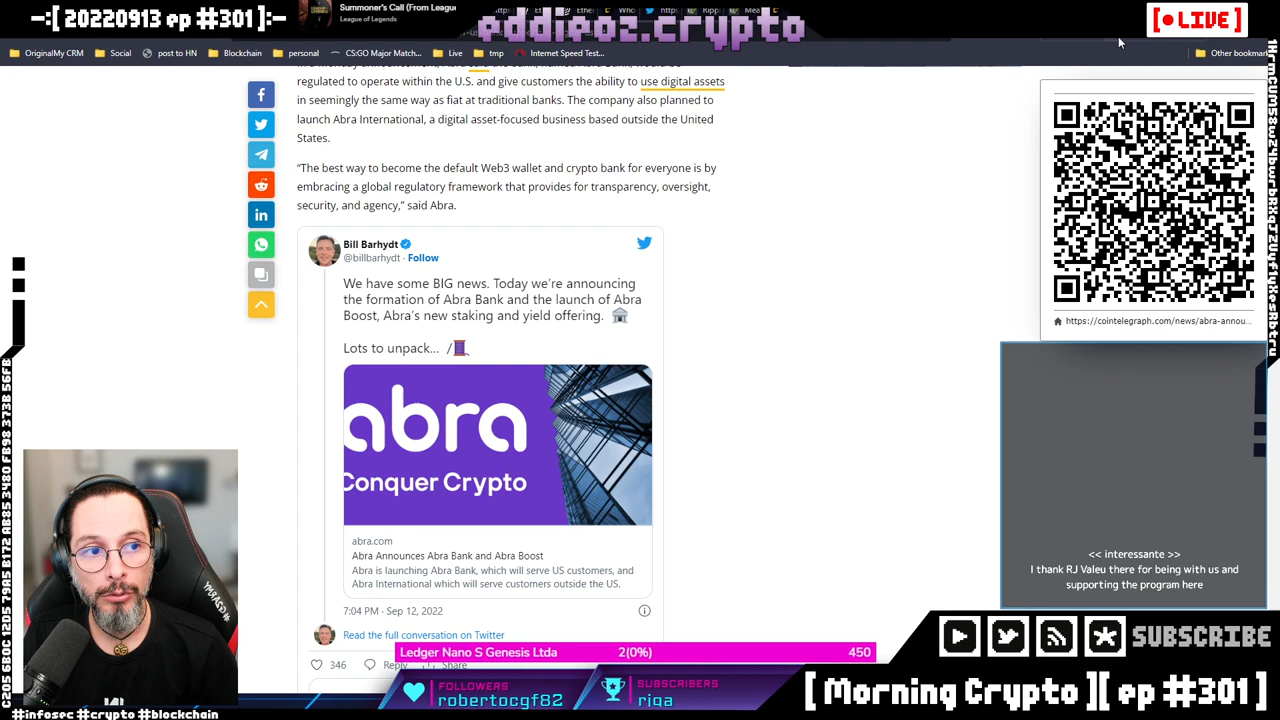 -:[ 20220913 ep #301]:-
Summoner's Call (From Leagu
League of Legends
eddieoz.crypto
[ LIVE ]
OriginalMy CRM
Social
post to HN
Blockchain
personal
CS:GO Major Match...
Live
tmp
Internet Speed Test...
Other bookmar
regulated to operate within the U.S. and give customers the ability to use digital assets
in seemingly the same way as fiat at traditional banks. The company also planned to
launch Abra International, a digital asset-focused business based outside the United
States.
“The best way to become the default Web3 wallet and crypto bank for everyone is by
embracing a global regulatory framework that provides for transparency, oversight,
security, and agency,” said Abra.
Bill Barhydt
@billbarhydt · Follow
We have some BIG news. Today we’re announcing
the formation of Abra Bank and the launch of Abra
Boost, Abra’s new staking and yield offering.
Lots to unpack... /
abra
Conquer Crypto
abra.com
Abra Announces Abra Bank and Abra Boost
Abra is launching Abra Bank, which will serve US customers, and
Abra International which will serve customers outside the US.
7:04 PM · Sep 12, 2022
Read the full conversation on Twitter
346
Reply
Share
https://cointelegraph.com/news/abra-annou...
<< interessante >>
I thank RJ Valeu there for being with us and
supporting the program here
Ledger Nano S Genesis Ltda 2(0%) 450
FOLLOWERS
robertocgf82
SUBSCRIBERS
riqa
SUBSCRIBE
[ Morning Crypto ][ ep #301 ]
#infosec #crypto #blockchain